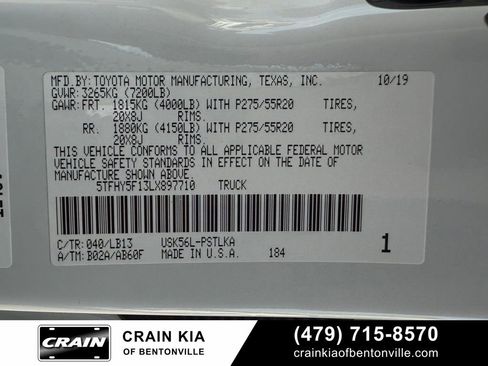 MFD.BY:TOYOTA MOTOR MANUFACTURING, TEXAS, INC. 10/19
GVWR:3265KG (7200LB)
GAWR:FRT. 1815KG (4000LB) WITH P275/55R20 TIRES,
20X8J RIMS.
RR. 1880KG (4150LB) WITH P275/55R20 TIRES,
20X8J RIMS.
THIS VEHICLE CONFORMS TO ALL APPLICABLE FEDERAL MOTOR
VEHICLE SAFETY STANDARDS IN EFFECT ON THE DATE OF
MANUFACTURE SHOWN ABOVE.
5TFHY5F13LX897710 TRUCK
C/TR:040/LB13 USK56L-PSTLKA
A/TM:B02A/AB60F MADE IN U.S.A. 184
1
CRAIN
CRAIN KIA
OF BENTONVILLE
(479) 715-8570
crainkiaofbentonville.com